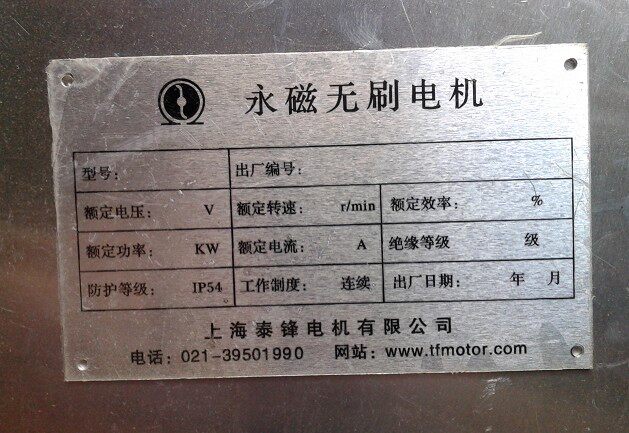 永磁无刷电机
型号： 出厂编号：
额定电压： V 额定转速： r/min 额定效率： %
额定功率： KW 额定电流： A 绝缘等级 级
防护等级： IP54 工作制度： 连续 出厂日期： 年 月
上海泰锋电机有限公司
电话：021-39501990 网站：www.tfmotor.com